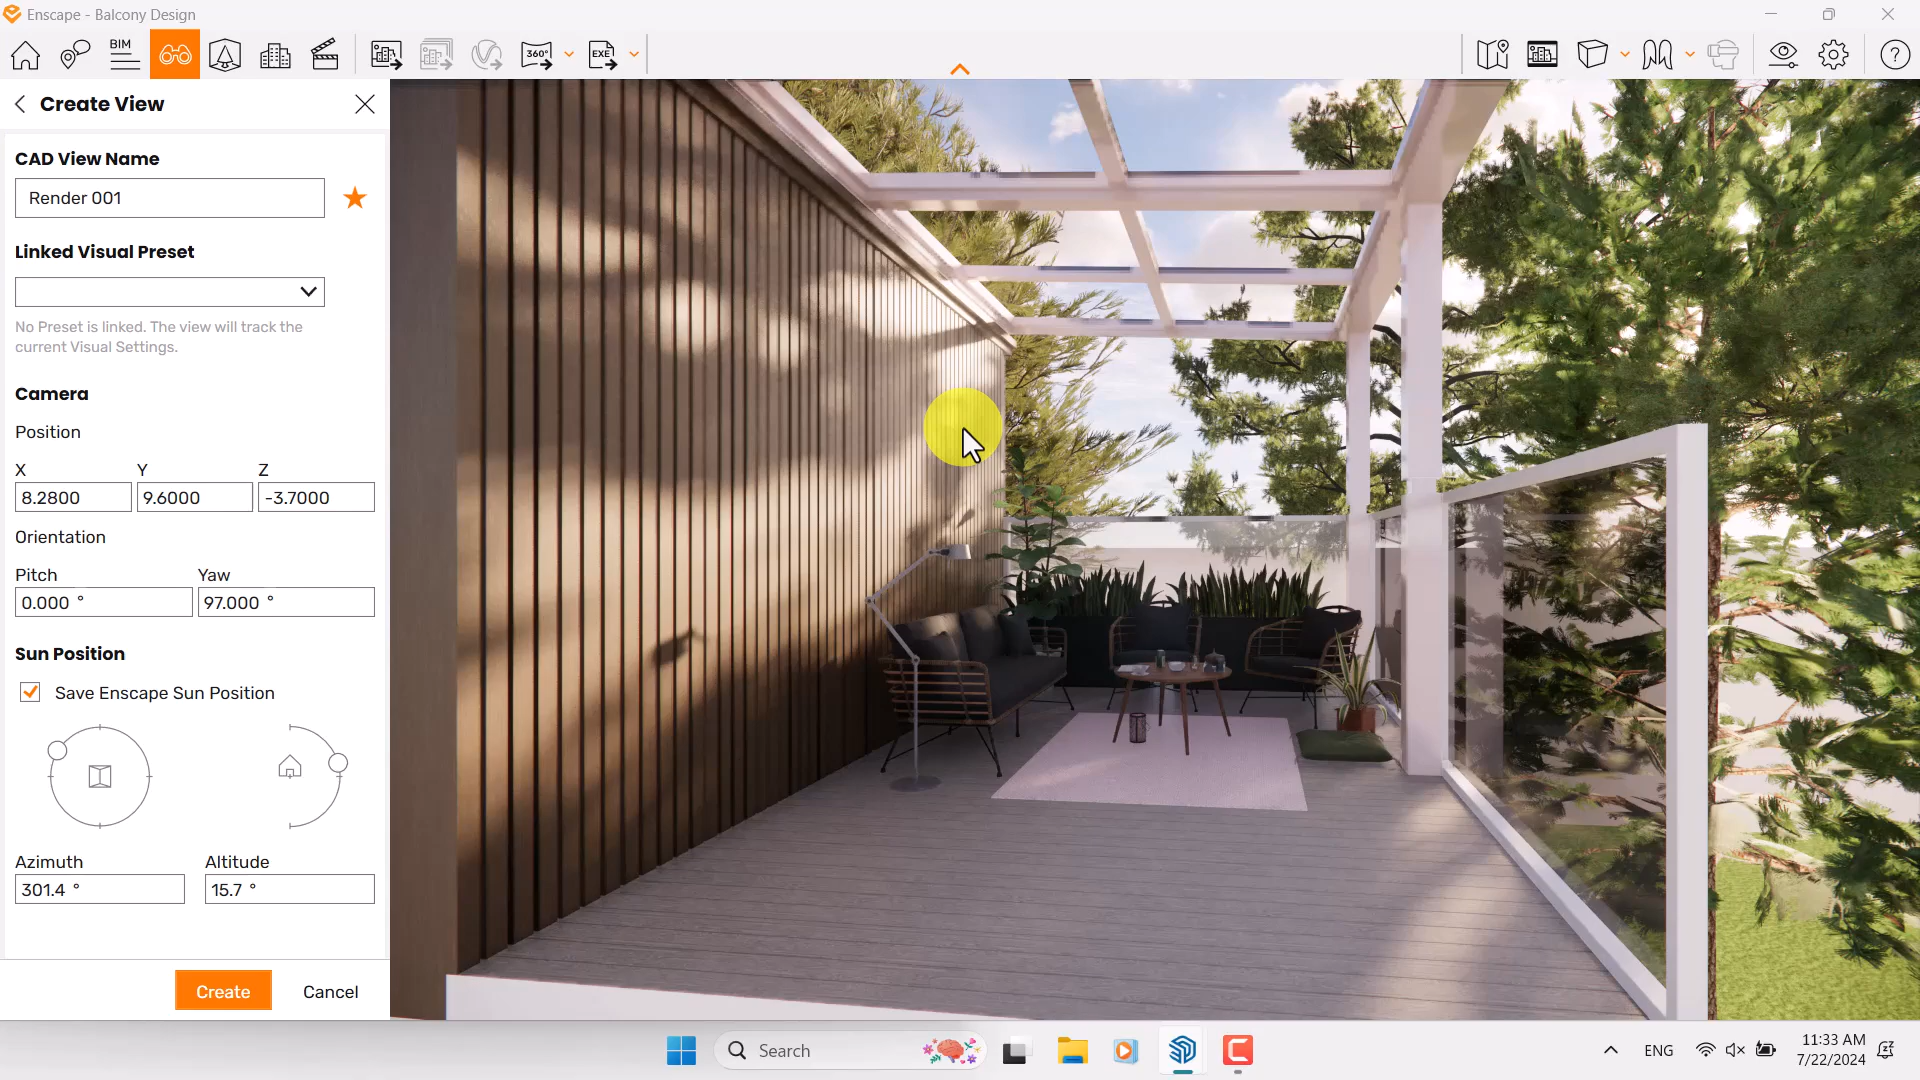 Enscape - Balcony Design
BIM
360°
EXE
?
Create View
CAD View Name
Render 001
Linked Visual Preset
No Preset is linked. The view will track the
current Visual Settings.
Camera
Position
X Y Z
8.2800 9.6000 -3.7000
Orientation
Pitch Yaw
0.000 ° 97.000 °
Sun Position
Save Enscape Sun Position
Azimuth Altitude
301.4 ° 15.7 °
Create Cancel
Search
ENG
11:33 AM
7/22/2024